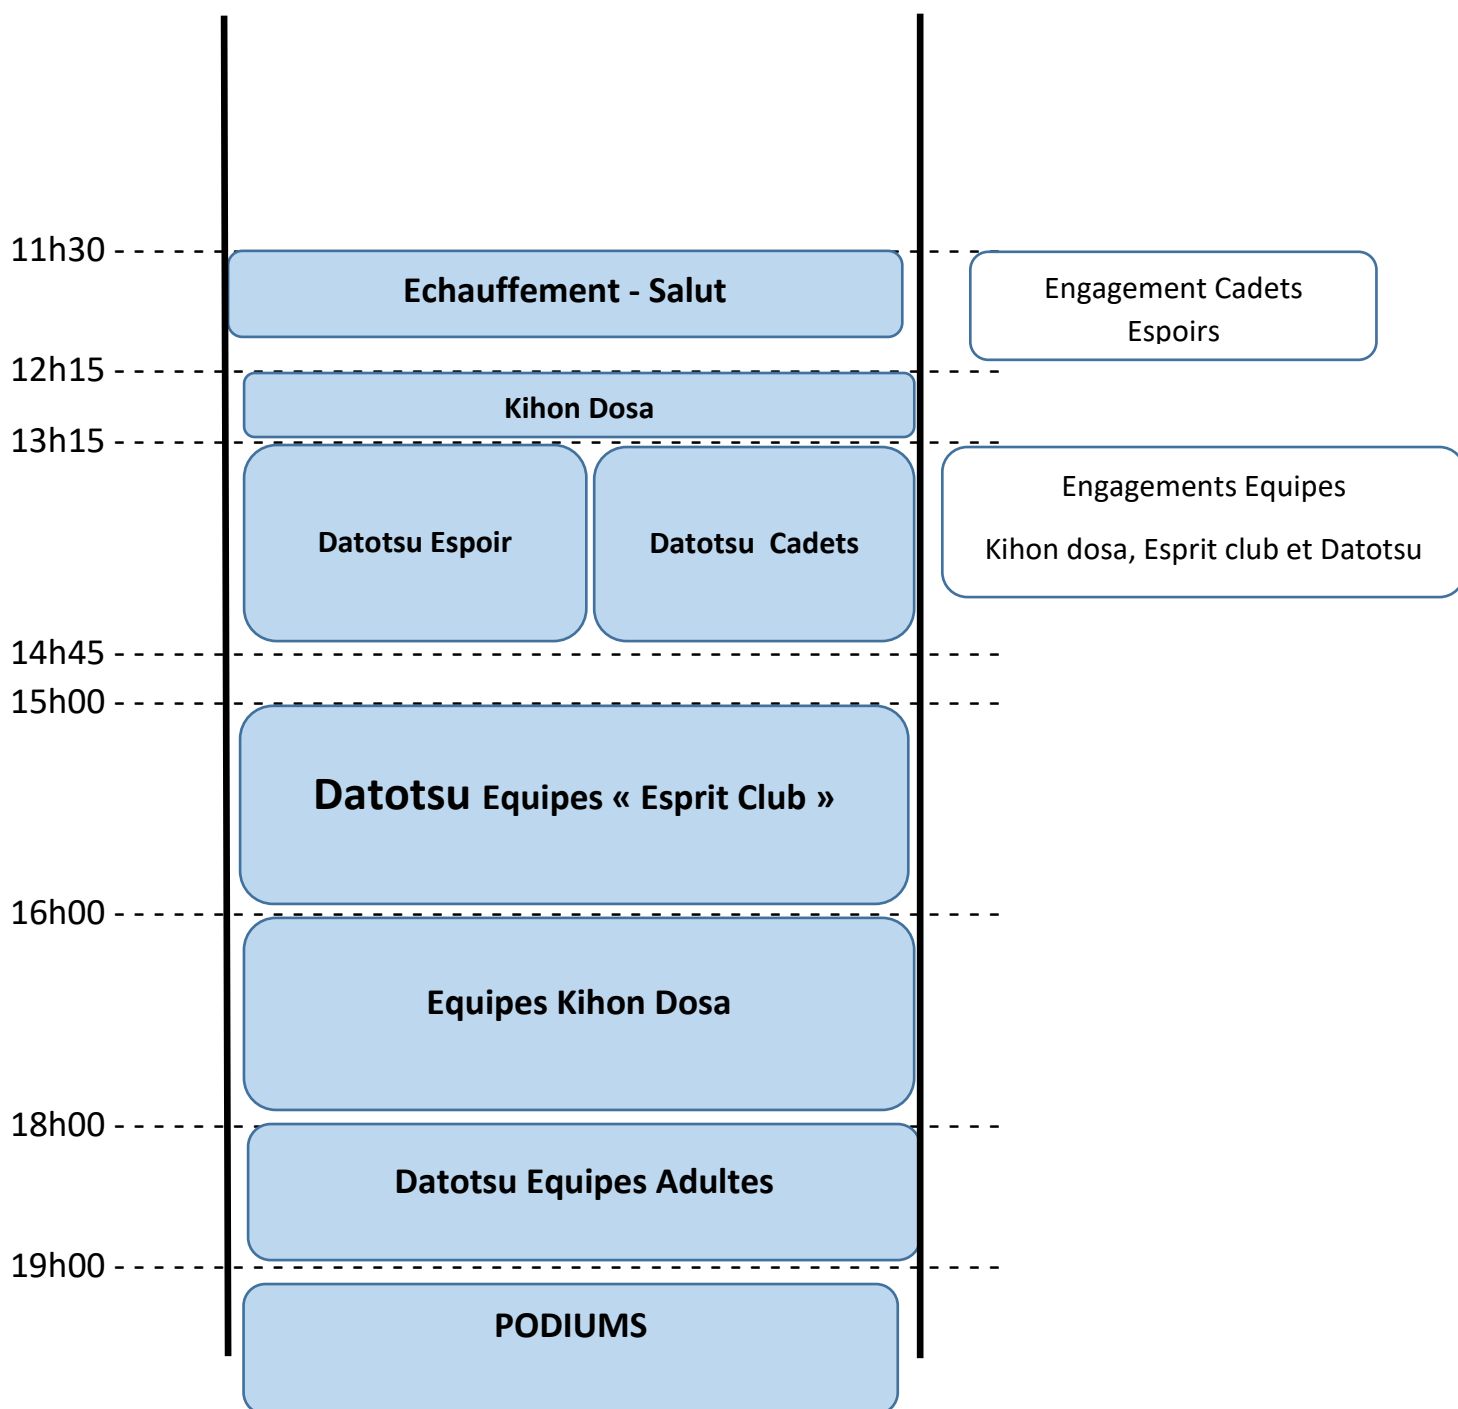 11h30 - - - - - - - - - - - - - - - - - - - - - - - - - - - - - - - - - - - - - - - - - - - - - - - - - - - - - -
Echauffement - Salut
Engagement Cadets
Espoirs
12h15 - - - - - - - - - - - - - - - - - - - - - - - - - - - - - - - - - - - - - - - - - - - - - - - - - - - - - -
Kihon Dosa
13h15 - - - - - - - - - - - - - - - - - - - - - - - - - - - - - - - - - - - - - - - - - - - - - - - - - - - - - -
Datotsu Espoir
Datotsu Cadets
Engagements Equipes
Kihon dosa, Esprit club et Datotsu
14h45 - - - - - - - - - - - - - - - - - - - - - - - - - - - - - - - - - - - - - - - - - - - - - - - - - - - - - -
15h00 - - - - - - - - - - - - - - - - - - - - - - - - - - - - - - - - - - - - - - - - - - - - - - - - - - - - - -
Datotsu Equipes « Esprit Club »
16h00 - - - - - - - - - - - - - - - - - - - - - - - - - - - - - - - - - - - - - - - - - - - - - - - - - - - - - -
Equipes Kihon Dosa
18h00 - - - - - - - - - - - - - - - - - - - - - - - - - - - - - - - - - - - - - - - - - - - - - - - - - - - - - -
Datotsu Equipes Adultes
19h00 - - - - - - - - - - - - - - - - - - - - - - - - - - - - - - - - - - - - - - - - - - - - - - - - - - - - - -
PODIUMS